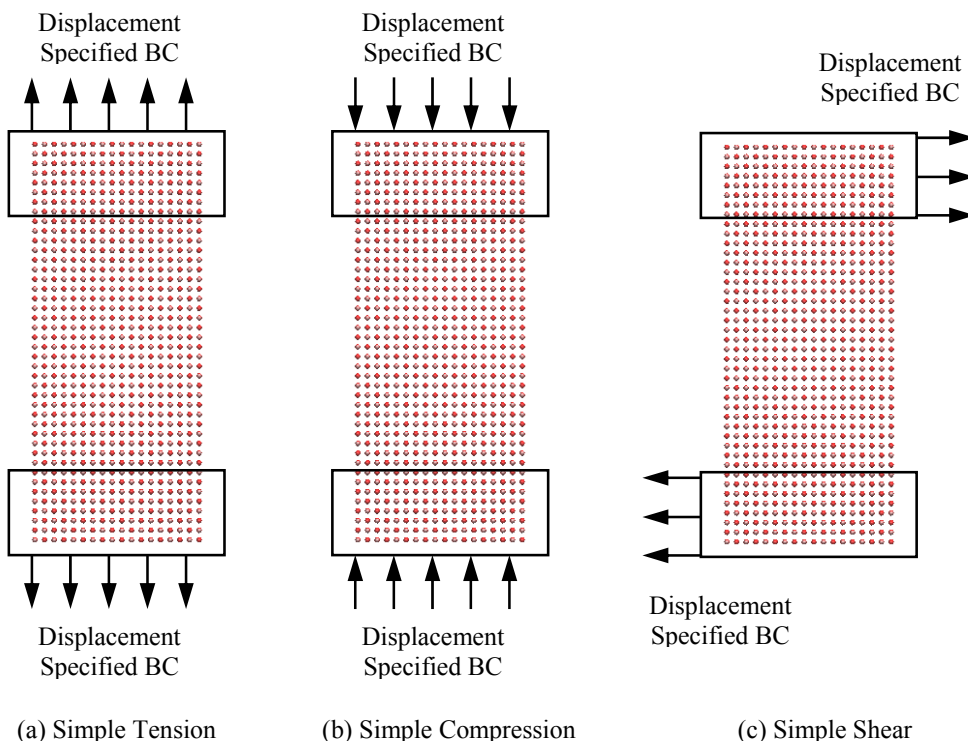 Displacement
Specified BC
Displacement
Specified BC
Displacement
Specified BC
Displacement
Specified BC
Displacement
Specified BC
Displacement
Specified BC
(a) Simple Tension
(b) Simple Compression
(c) Simple Shear